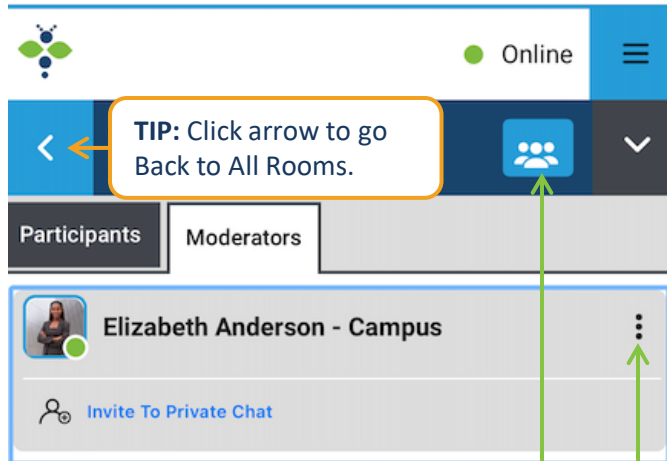 Online
TIP: Click arrow to go
Back to All Rooms.
Participants
Moderators
Elizabeth Anderson - Campus
Invite To Private Chat